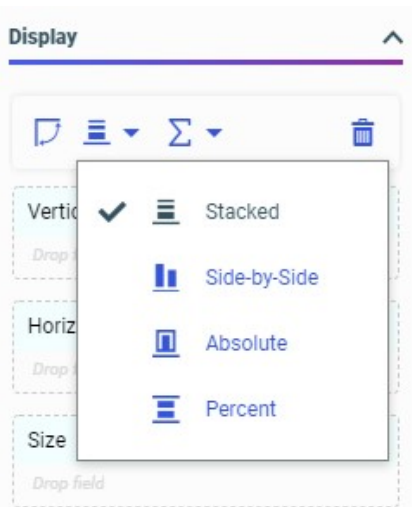 Display
Vertic
Stacked
Drop f
Side-by-Side
Horiz
Absolute
Drop f
Percent
Size
Drop field